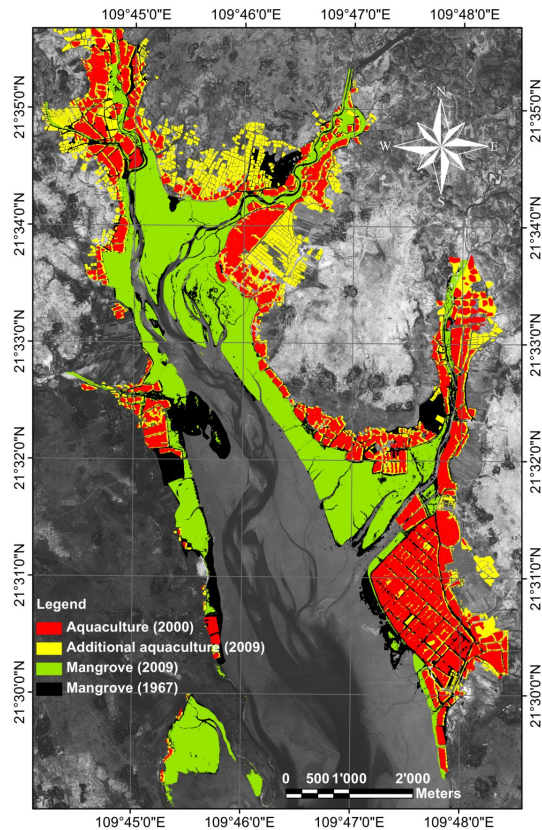 109°45'0"E 109°46'0"E 109°47'0"E 109°48'0"E
21°35'0"N
21°34'0"N
21°33'0"N
21°32'0"N
21°31'0"N
21°30'0"N
N
W E
S
21°35'0"N
21°34'0"N
21°33'0"N
21°32'0"N
21°31'0"N
21°30'0"N
Legend
Aquaculture (2000)
Additional aquaculture (2009)
Mangrove (2009)
Mangrove (1967)
0 500 1'000 2'000
Meters
109°45'0"E 109°46'0"E 109°47'0"E 109°48'0"E